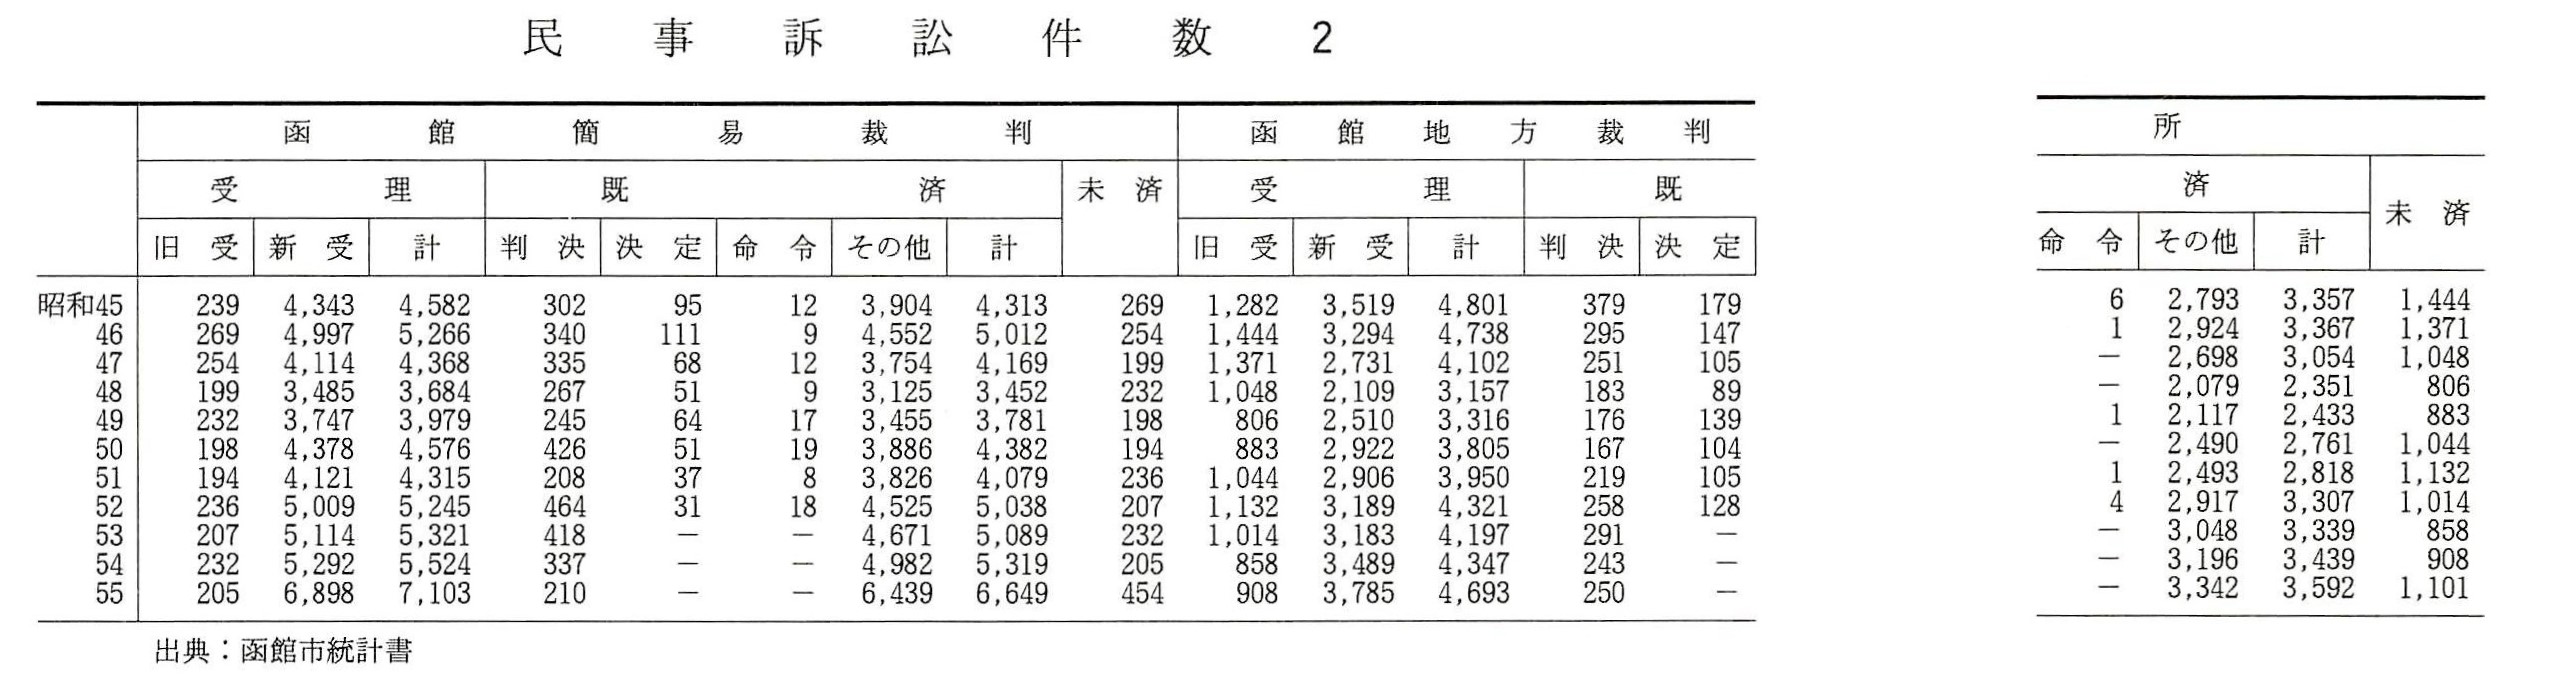 民事訴訟件数 2
函館簡易裁判 函館地方裁判 所
受理 既済 未済 受理 既 済 未済
旧受 新受 計 判決 決定 命令 その他 計 旧受 新受 計 判決 決定 命令 その他 計
昭和45 239 4,343 4,582 302 95 12 3,904 4,313 269 1,282 3,519 4,801 379 179 6 2,793 3,357 1,444
46 269 4,997 5,266 340 111 9 4,552 5,012 254 1,444 3,294 4,738 295 147 1 2,924 3,367 1,371
47 254 4,114 4,368 335 68 12 3,754 4,169 199 1,371 2,731 4,102 251 105 － 2,698 3,054 1,048
48 199 3,485 3,684 267 51 9 3,125 3,452 232 1,048 2,109 3,157 183 89 － 2,079 2,351 806
49 232 3,747 3,979 245 64 17 3,455 3,781 198 806 2,510 3,316 176 139 1 2,117 2,433 883
50 198 4,378 4,576 426 51 19 3,886 4,382 194 883 2,922 3,805 167 104 － 2,490 2,761 1,044
51 194 4,121 4,315 208 37 8 3,826 4,079 236 1,044 2,906 3,950 219 105 1 2,493 2,818 1,132
52 236 5,009 5,245 464 31 18 4,525 5,038 207 1,132 3,189 4,321 258 128 4 2,917 3,307 1,014
53 207 5,114 5,321 418 － － 4,671 5,089 232 1,014 3,183 4,197 291 － － 3,048 3,339 858
54 232 5,292 5,524 337 － － 4,982 5,319 205 858 3,489 4,347 243 － － 3,196 3,439 908
55 205 6,898 7,103 210 － － 6,439 6,649 454 908 3,785 4,693 250 － － 3,342 3,592 1,101
出典：函館市統計書